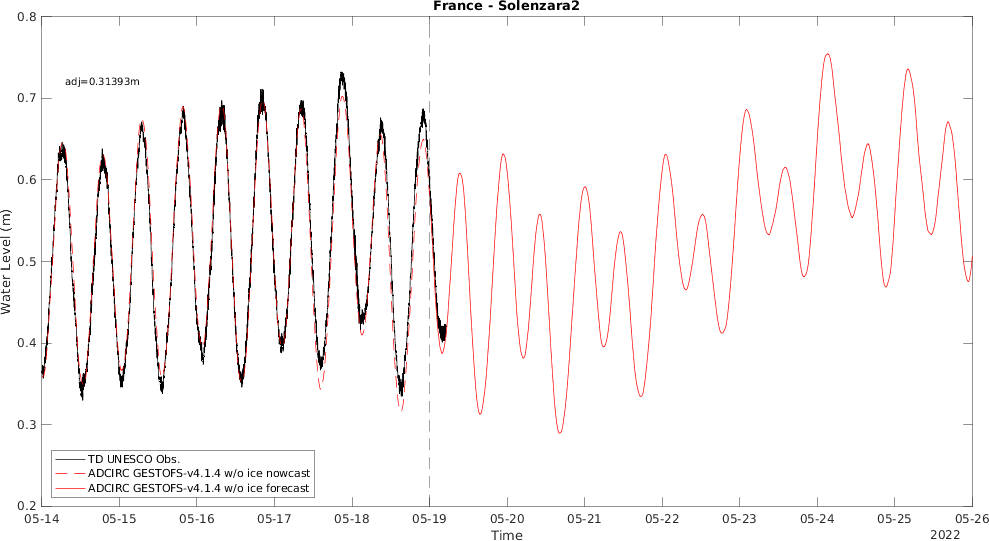 France - Solenzara2
adj=0.31393m
Water Level (m)
0.8
0.7
0.6
0.5
0.4
0.3
0.2
TD UNESCO Obs.
ADCIRC GESTOFS-v4.1.4 w/o ice nowcast
ADCIRC GESTOFS-v4.1.4 w/o ice forecast
05-14 05-15 05-16 05-17 05-18 05-19 05-20 05-21 05-22 05-23 05-24 05-25 05-26
Time
2022